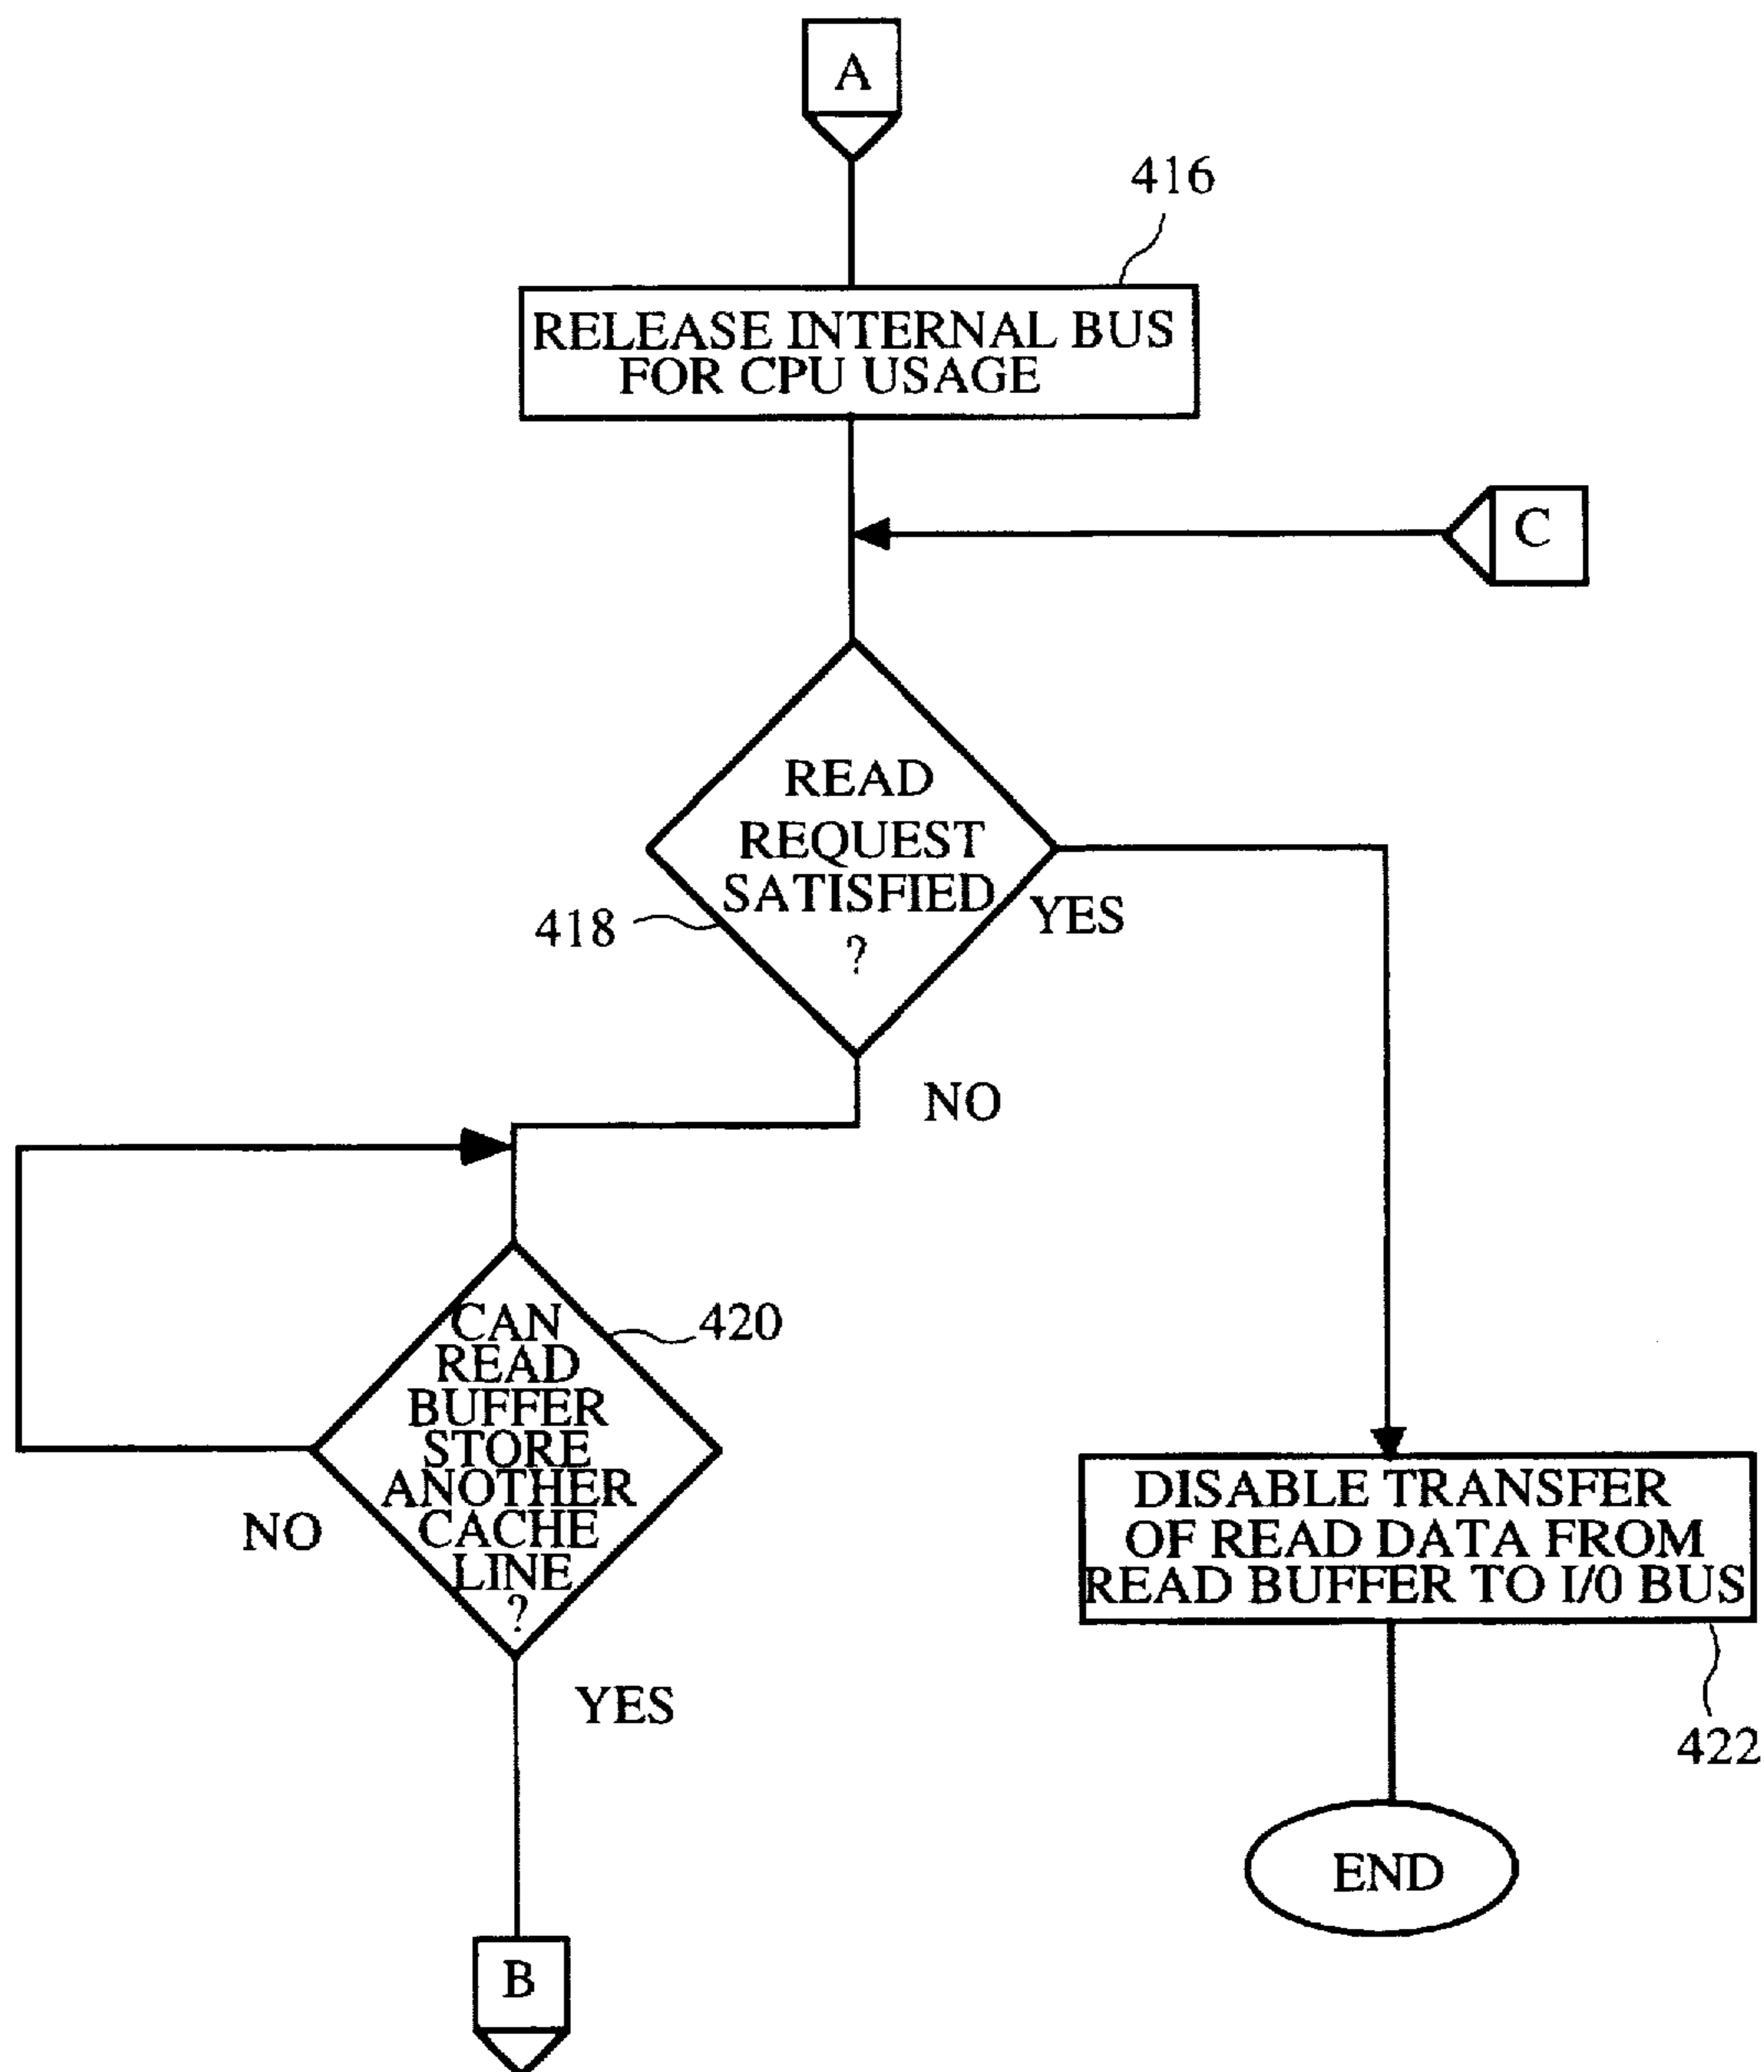 A
416
RELEASE INTERNAL BUS
FOR CPU USAGE
C
READ
REQUEST
SATISFIED
?
418
YES
NO
CAN
READ
BUFFER
STORE
ANOTHER
CACHE
LINE
?
420
NO
YES
DISABLE TRANSFER
OF READ DATA FROM
READ BUFFER TO I/0 BUS
422
END
B